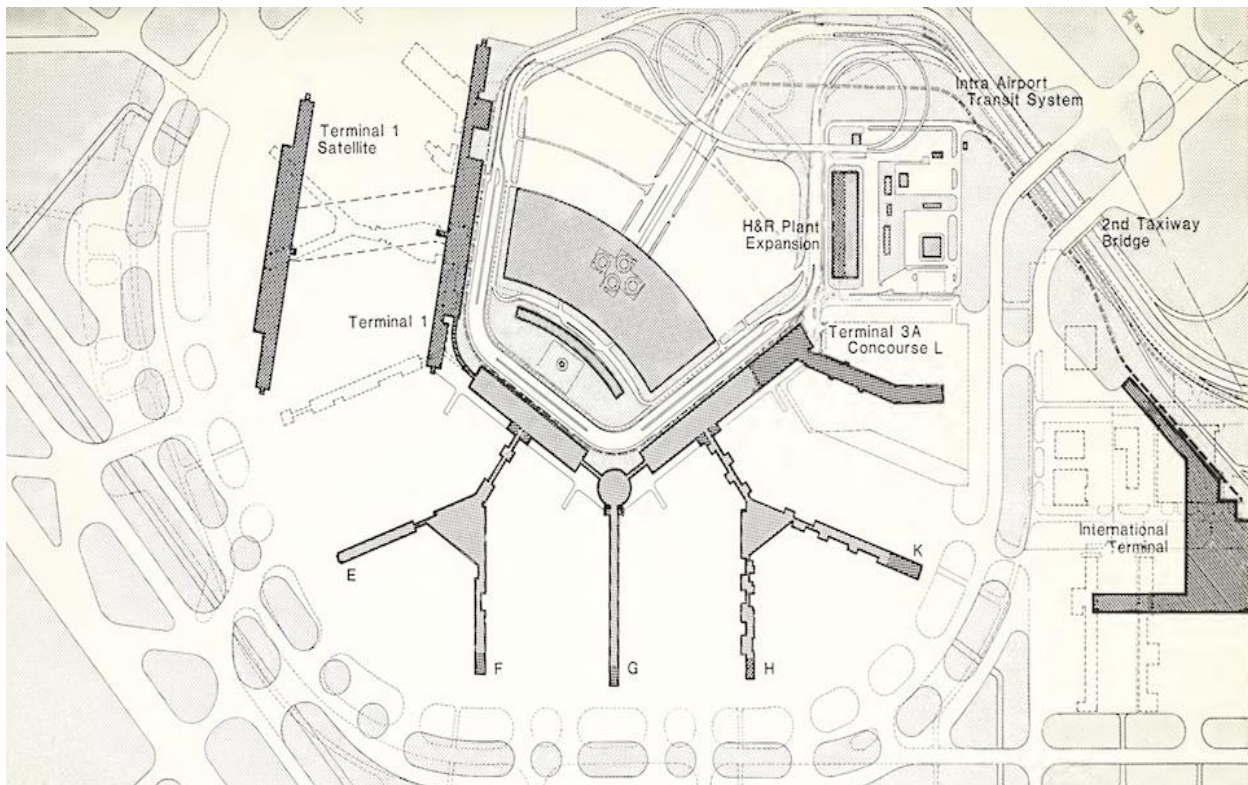 Intra Airport
Transit System
Terminal 1
Satellite
H&R Plant
Expansion
2nd Taxiway
Bridge
Terminal 1
Terminal 3A
Concourse L
International
Terminal
E
F
G
H
K